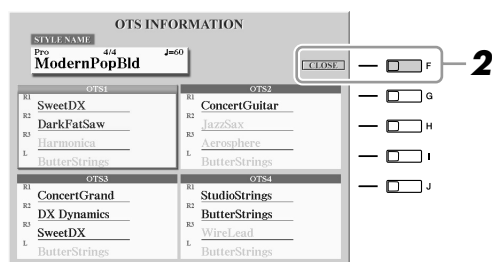 OTS INFORMATION
STYLE NAME
Pro 4/4 ♩=60
ModernPopBld
CLOSE
F
2
G
H
I
J
OTS1
R1 SweetDX
R2 DarkFatSaw
R3 Harmonica
L ButterStrings
OTS2
R1 ConcertGuitar
R2 JazzSax
R3 Aerosphere
L ButterStrings
OTS3
R1 ConcertGrand
R2 DX Dynamics
R3 SweetDX
L ButterStrings
OTS4
R1 StudioStrings
R2 ButterStrings
R3 WireLead
L ButterStrings